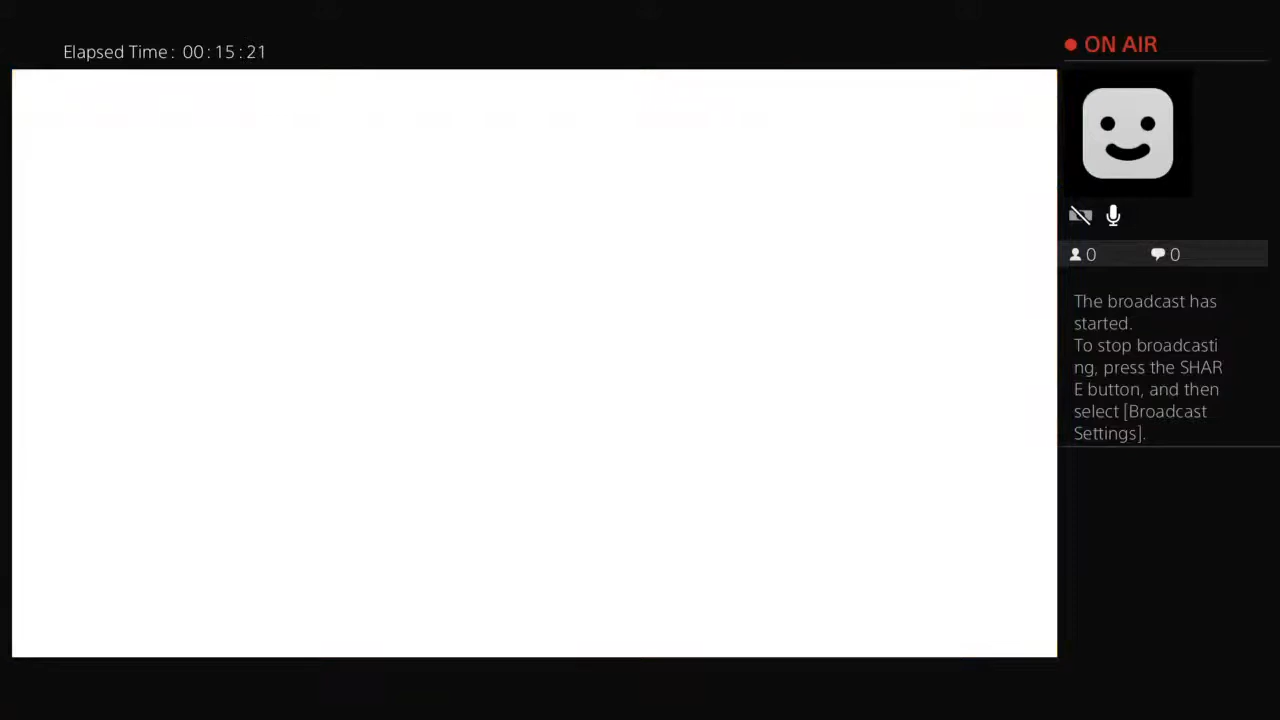 Elapsed Time: 00:15:21
ON AIR
0 0
The broadcast has
started.
To stop broadcasti
ng, press the SHAR
E button, and then
select [Broadcast
Settings].